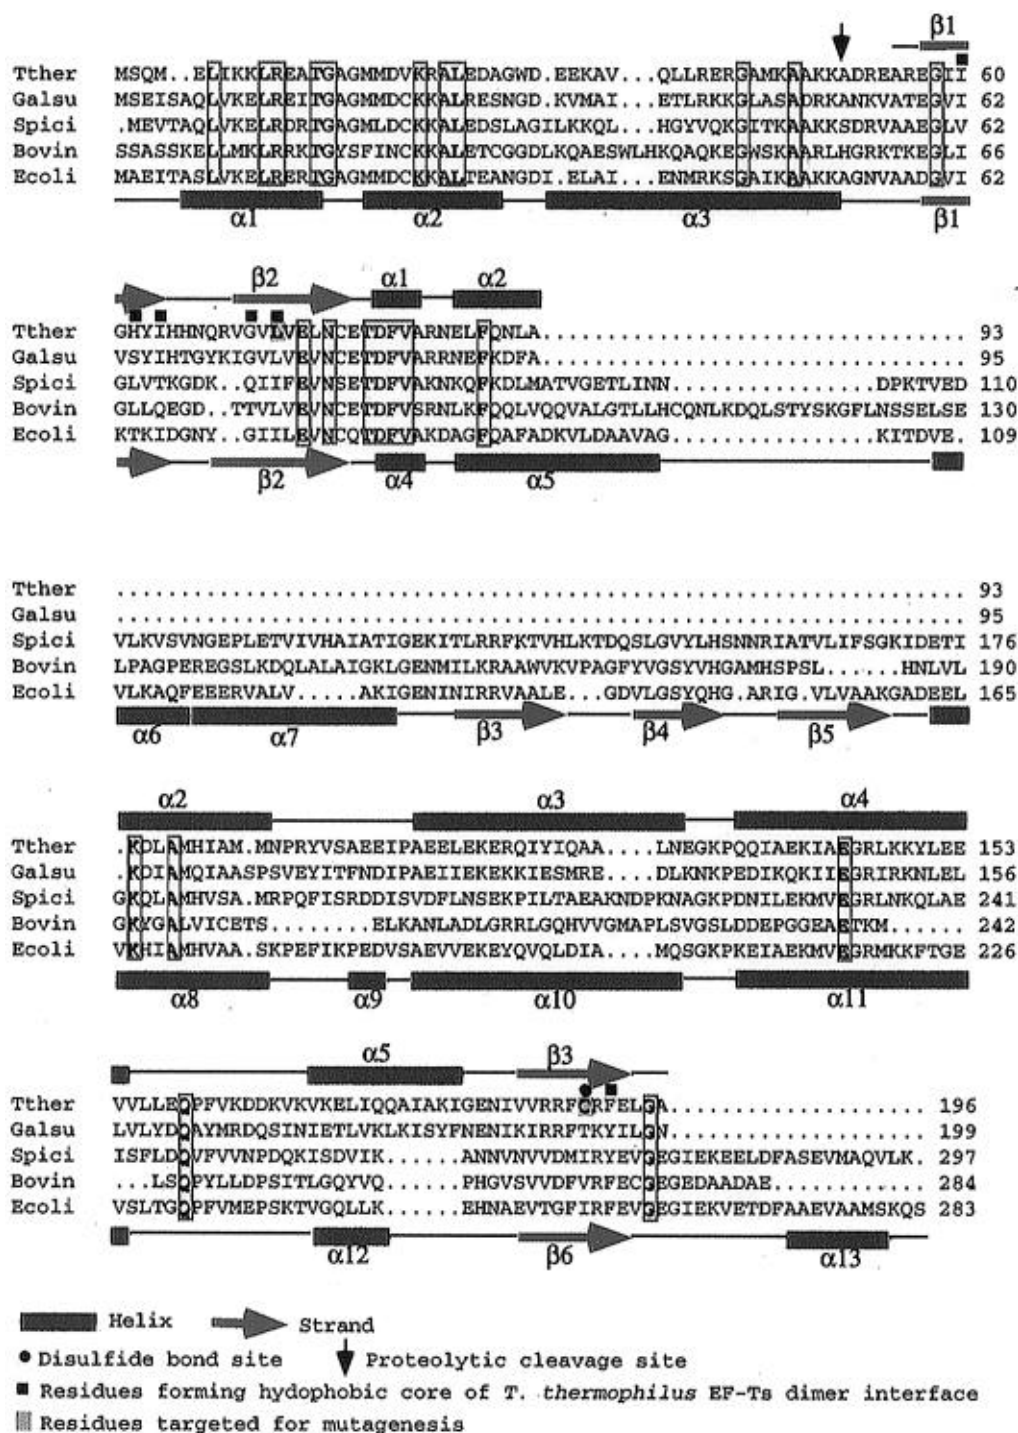 β1
Tther MSQM..ELIKKLREATGAGMMDVKRALEDAGWD.EEKAV...QLLRERGAMKAAKKADREAREGII 60
Galsu MSEISAQLVKELREITGAGMMDCKKALRESNGD.KVMAI...ETLRKKGLASADRKANKVATEGVI 62
Spici .MEVTAQLVKELRDRTGAGMLDCKKALEDSLAGILKKQL...HGYVQKGITKAAKKSDRVAAEGLV 62
Bovin SSASSKELLMKLRRKTGYSFINCKKALETCGGDLKQAESWLHKQAQKEGWSKAARLHGRKTKEGLI 66
Ecoli MAEITASLVKELRERTGAGMMDCKKALTEANGDI.ELAI...ENMRKSGAIKAAKKAGNVAADGVI 62
α1 α2 α3 β1
β2 α1 α2
Tther GHYIHHNQRVGVLVELNCETDFVARNELFQNLA.................................. 93
Galsu VSYIHTGYKIGVLVEVNCETDFVARRNEFKDFA.................................. 95
Spici GLVTKGDK..QIIFEVNSETDFVAKNKQFKDLMATVGETLINN................DPKTVED 110
Bovin GLLQEGD..TTVLVEVNCETDFVSRNLKFQQLVQQVALGTLLHCQNLKDQLSTYSKGFLNSSELSE 130
Ecoli KTKIDGNY..GIILEVNCQTDFVAKDAGFQAFADKVLDAAVAG................KITDVE. 109
β2 α4 α5
Tther .................................................................. 93
Galsu .................................................................. 95
Spici VLKVSVNGEPLETVIVHAIATIGEKITLRRFKTVHLKTDQSLGVYLHSNNRIATVLIFSGKIDETI 176
Bovin LPAGPEREGSLKDQLALAIGKLGENMILKRAAWVKVPAGFYVGSYVHGAMHSPSL......HNLVL 190
Ecoli VLKAQFEEERVALV.....AKIGENINIRRVAALE...GDVLGSYQHG.ARIG.VLVAAKGADEEL 165
α6 α7 β3 β4 β5
α2 α3 α4
Tther .KDLAMHIAM.MNPRYVSAEEIPAEELEKERQIYIQAA....LNEGKPQQIAEKIAEGRLKKYLEE 153
Galsu .KDIAMQIAASPSVEYITFNDIPAEIIEKEKKIESMRE....DLKNKPEDIKQKIIEGRIRKNLEL 156
Spici GKQLAMHVSA.MRPQFISRDDISVDFLNSEKPILTAEAKNDPKNAGKPDNILEKMVEGRLNKQLAE 241
Bovin GKYGALVICETS........ELKANLADLGRRLGQHVVGMAPLSVGSLDDEPGGEAETKM...... 242
Ecoli VKHIAMHVAA.SKPEFIKPEDVSAEVVEKEYQVQLDIA....MQSGKPKEIAEKMVEGRMKKFTGE 226
α8 α9 α10 α11
α5 β3
Tther VVLLEQPFVKDDKVKVKELIQQAIAKIGENIVVRRFCRFELGA..................... 196
Galsu LVLYDQAYMRDQSINIETLVKLKISYFNENIKIRRFTKYILGN..................... 199
Spici ISFLDQVFVVNPDQKISDVIK......ANNVNVVDMIRYEVGEGIEKEELDFASEVMAQVLK. 297
Bovin ...LSQPYLLDPSITLGQYVQ......PHGVSVVDFVRFECGEGEDAADAE............ 284
Ecoli VSLTGQPFVMEPSKTVGQLLK......EHNAEVTGFIRFEVGEGIEKVETDFAAEVAAMSKQS 283
α12 β6 α13
Helix Strand
Disulfide bond site Proteolytic cleavage site
Residues forming hydophobic core of T. thermophilus EF-Ts dimer interface
Residues targeted for mutagenesis